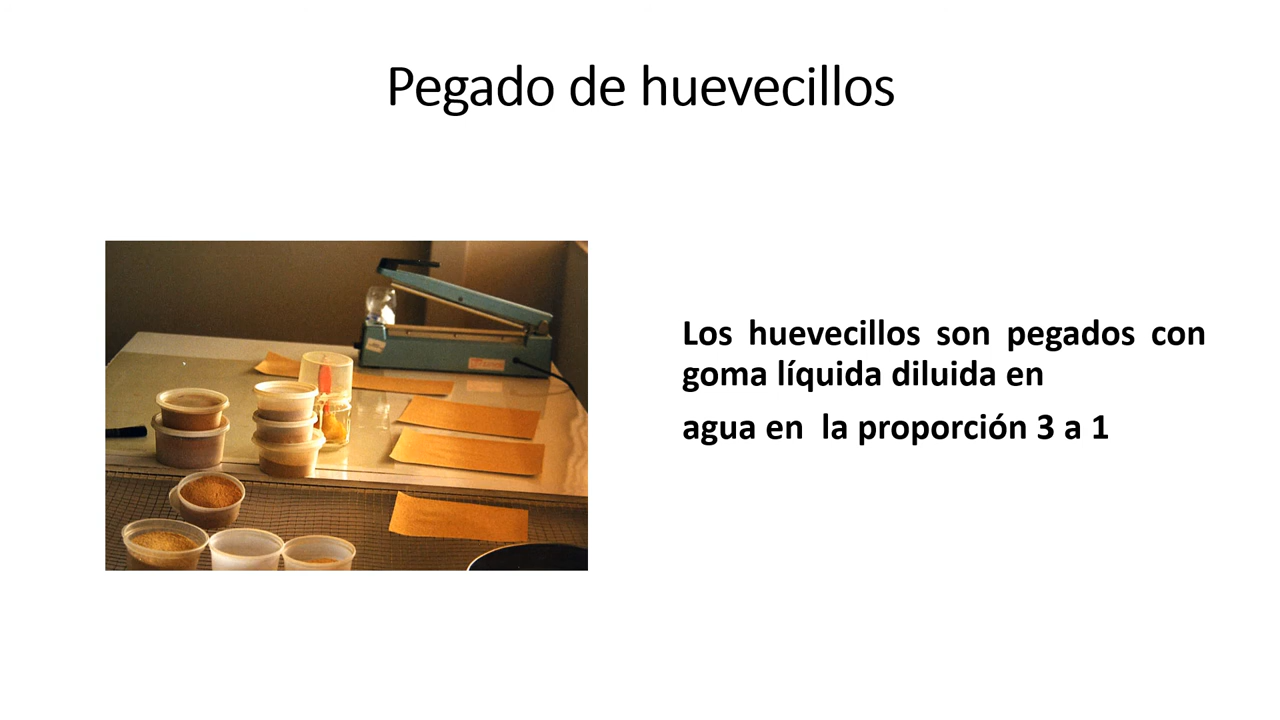 Pegado de huevecillos
Los huevecillos son pegados con
goma líquida diluida en
agua en la proporción 3 a 1